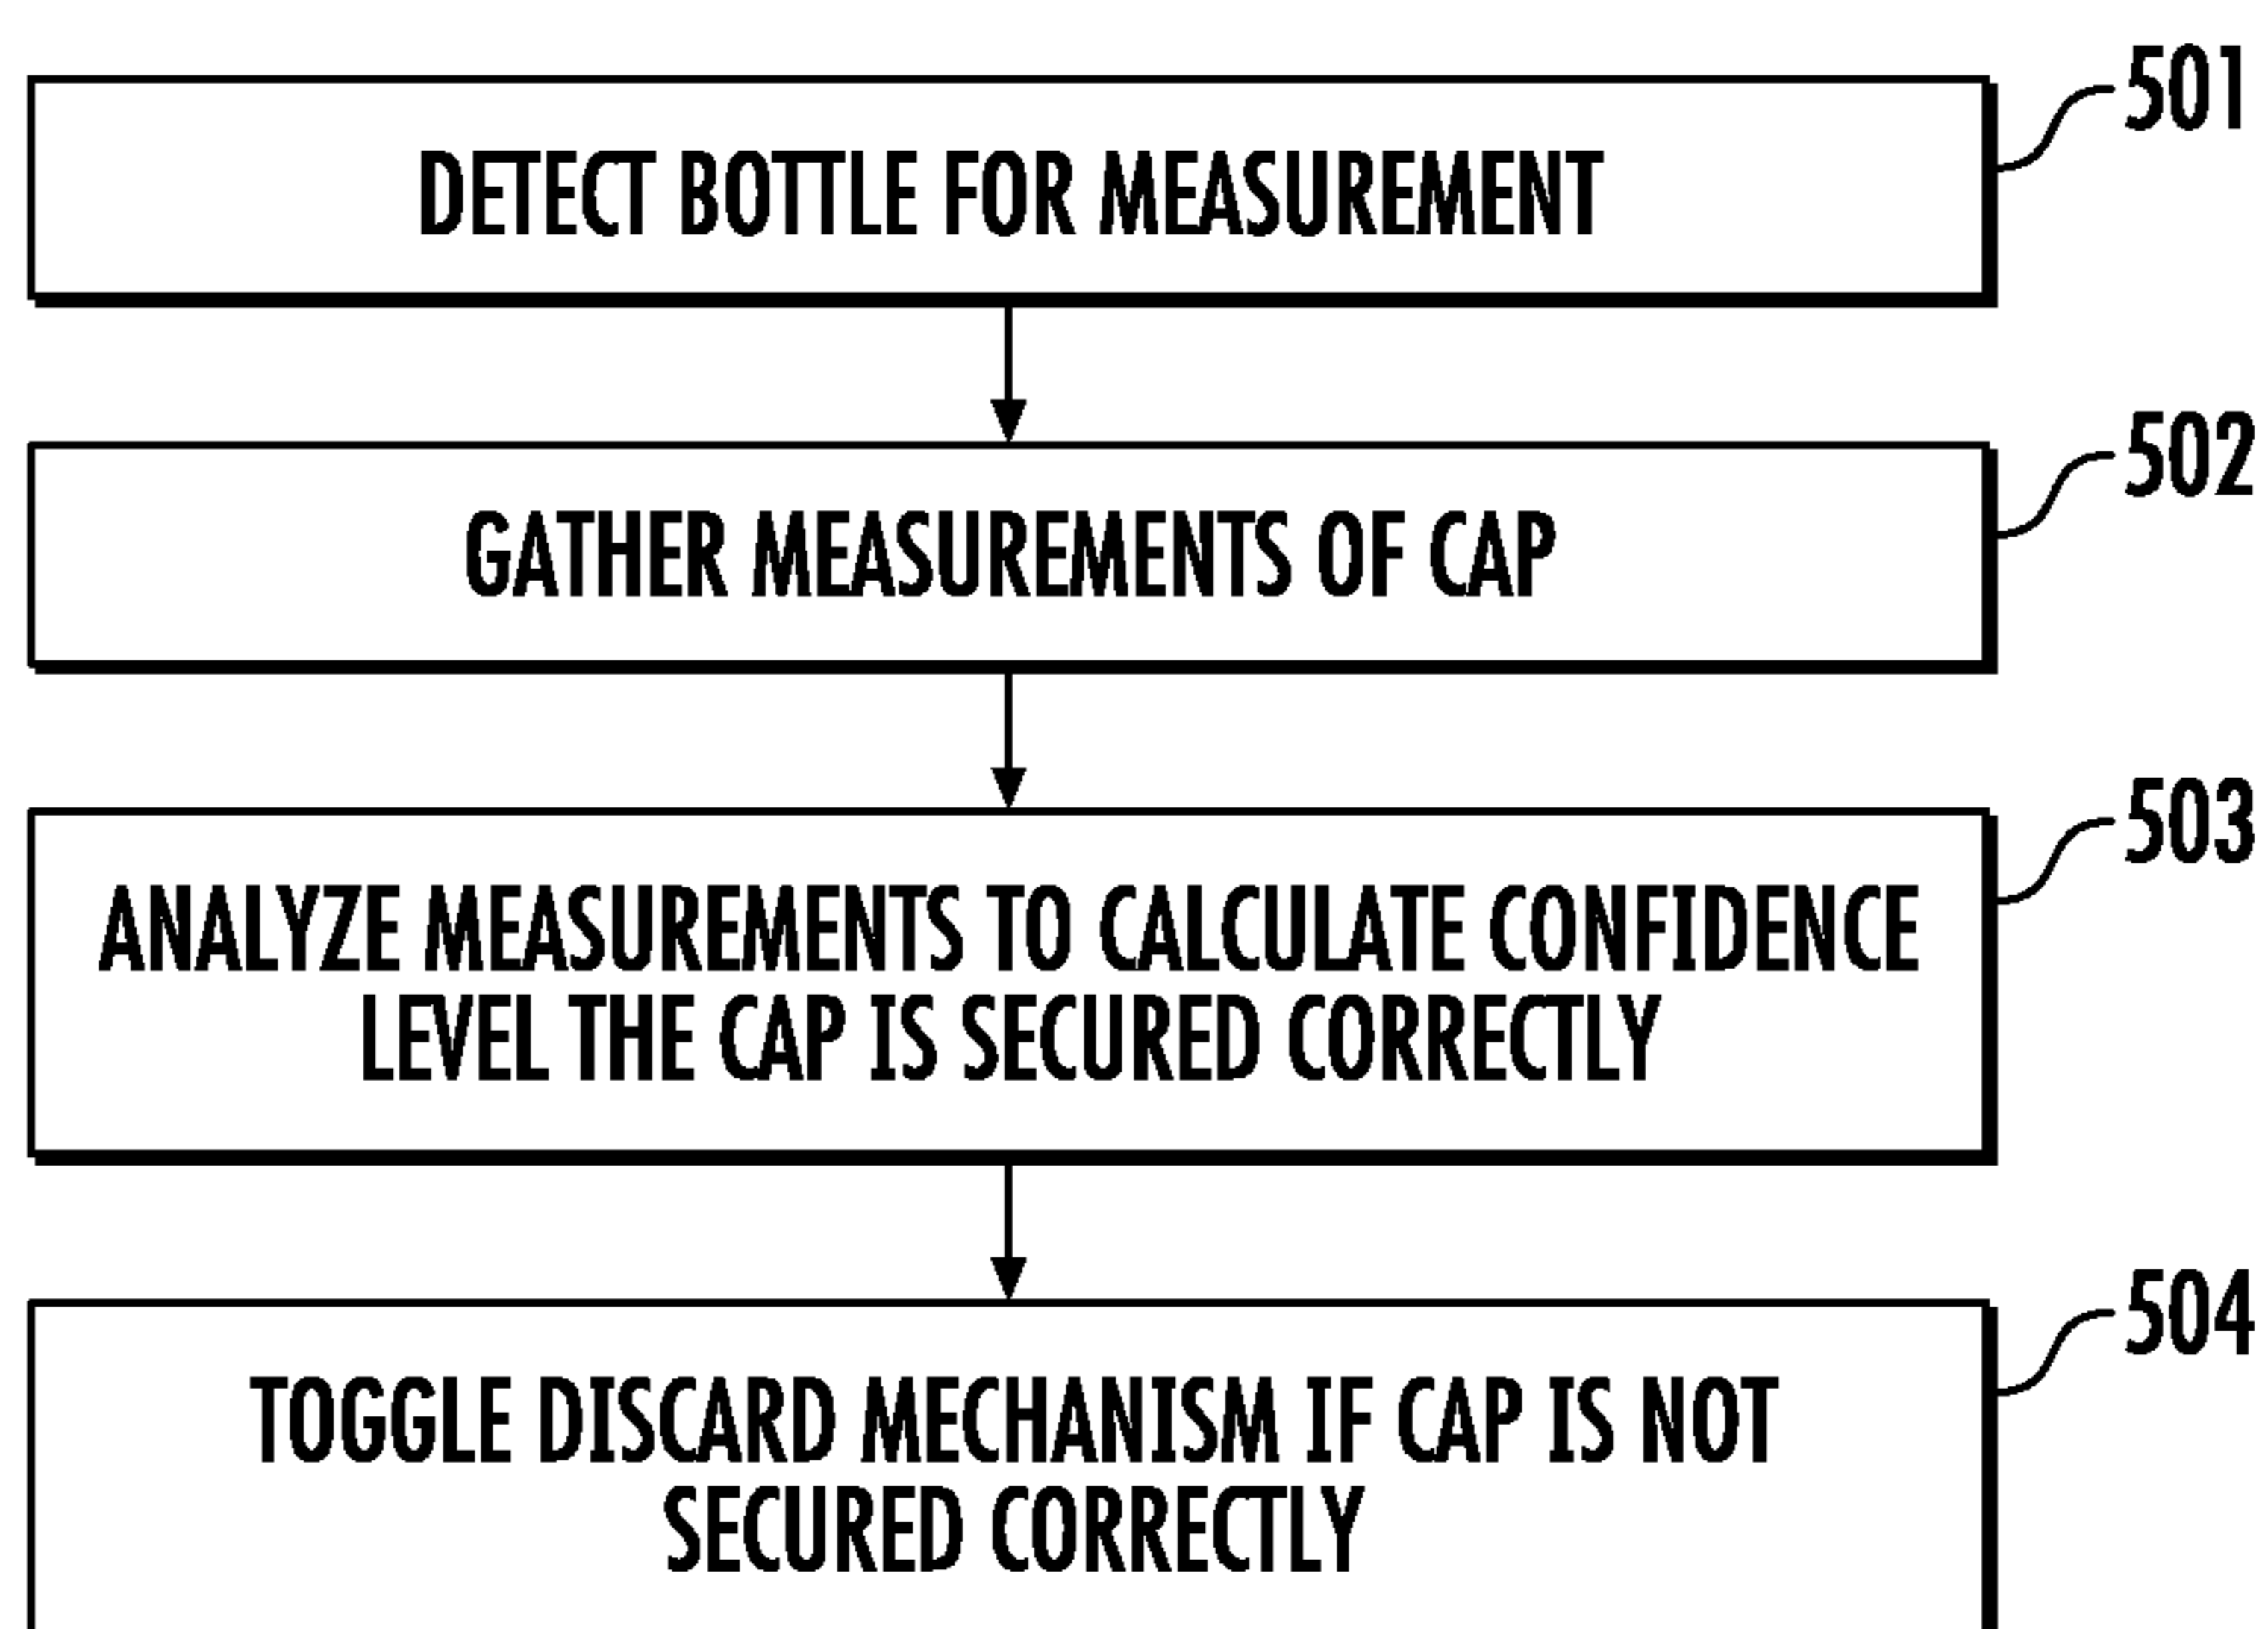 501
DETECT BOTTLE FOR MEASUREMENT
502
GATHER MEASUREMENTS OF CAP
503
ANALYZE MEASUREMENTS TO CALCULATE CONFIDENCE
LEVEL THE CAP IS SECURED CORRECTLY
504
TOGGLE DISCARD MECHANISM IF CAP IS NOT
SECURED CORRECTLY